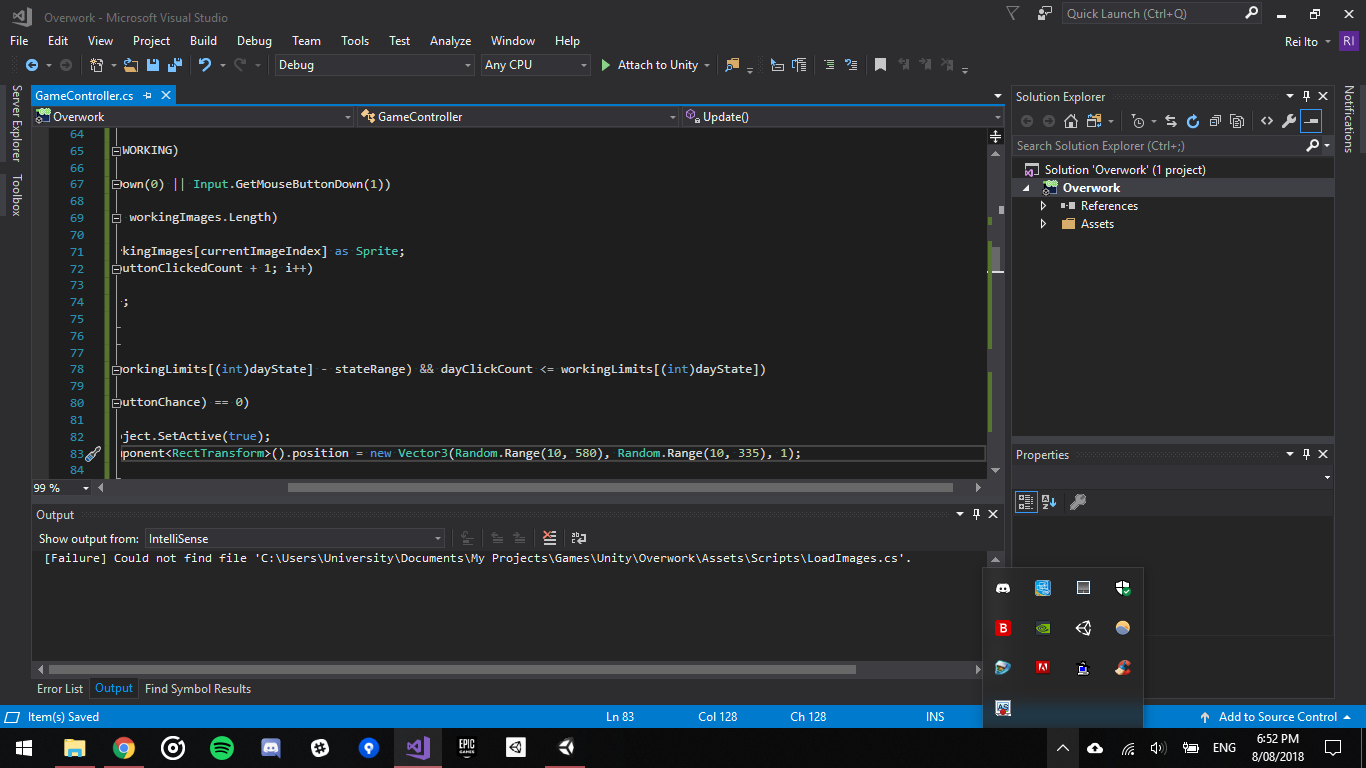 Overwork - Microsoft Visual Studio
Quick Launch (Ctrl+Q)
File Edit View Project Build Debug Team Tools Test Analyze Window Help
Rei Ito RI
Debug Any CPU Attach to Unity
Server Explorer
Toolbox
GameController.cs
Overwork GameController Update()
64
65 WORKING)
66
67 own(0) || Input.GetMouseButtonDown(1))
68
69 workingImages.Length)
70
71 kingImages[currentImageIndex] as Sprite;
72 uttonClickedCount + 1; i++)
73
74 ;
75
76
77
78 orkingLimits[(int)dayState] - stateRange) && dayClickCount <= workingLimits[(int)dayState])
79
80 uttonChance) == 0)
81
82 ject.SetActive(true);
83 ponent<RectTransform>().position = new Vector3(Random.Range(10, 580), Random.Range(10, 335), 1);
84
99 %
Output
Show output from: IntelliSense
[Failure] Could not find file 'C:\Users\University\Documents\My Projects\Games\Unity\Overwork\Assets\Scripts\LoadImages.cs'.
Error List Output Find Symbol Results
Solution Explorer
Search Solution Explorer (Ctrl+;)
Solution 'Overwork' (1 project)
Overwork
References
Assets
Properties
Notifications
Item(s) Saved Ln 83 Col 128 Ch 128 INS Add to Source Control
EPIC
GAMES
ENG
6:52 PM
8/08/2018